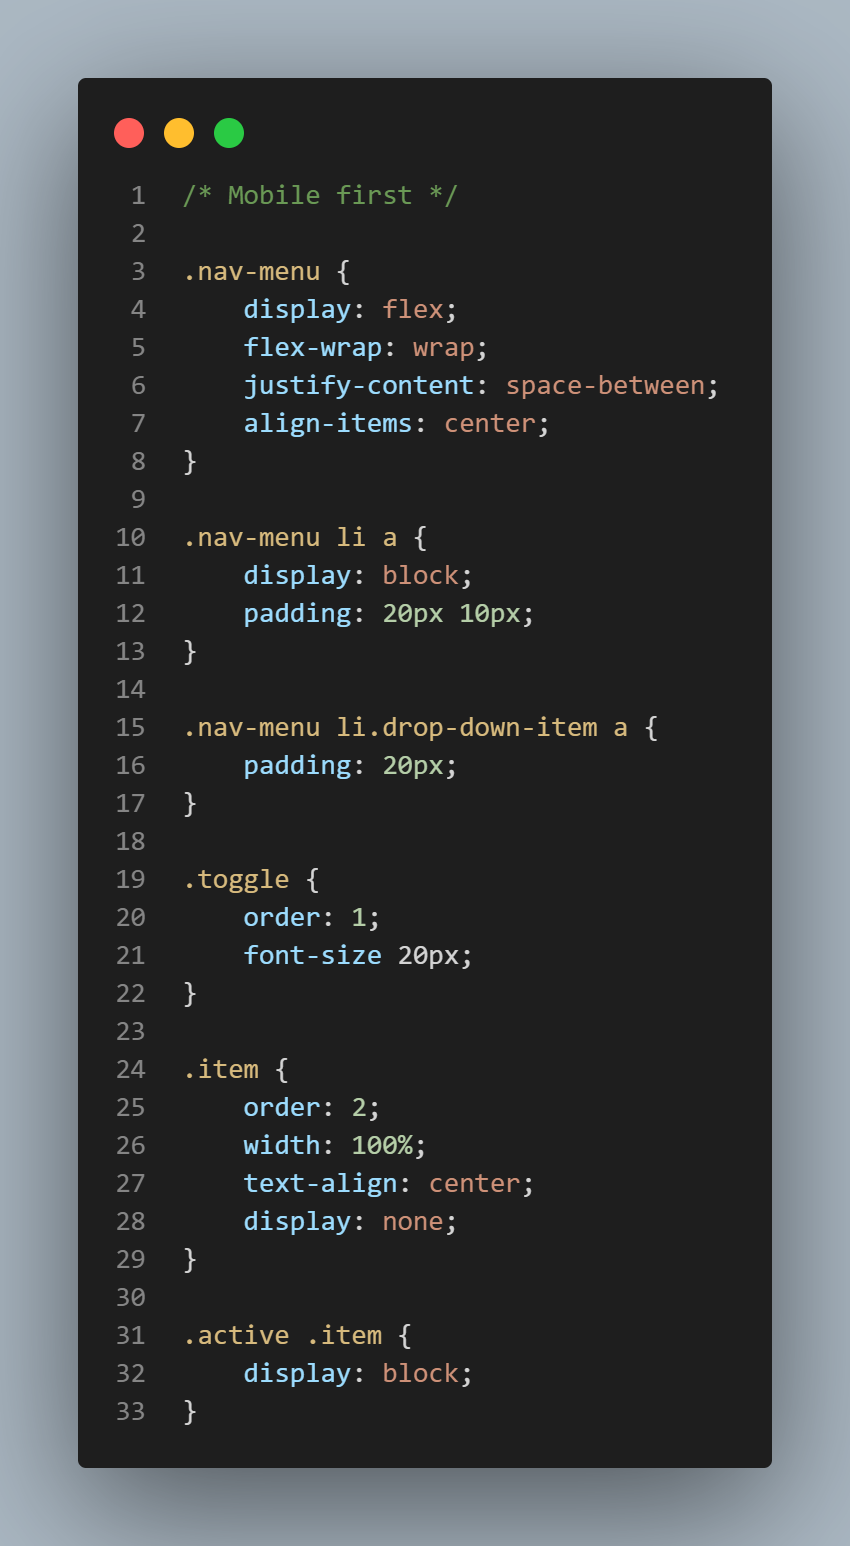 1 /* Mobile first */
2
3 .nav-menu {
4     display: flex;
5     flex-wrap: wrap;
6     justify-content: space-between;
7     align-items: center;
8 }
9
10 .nav-menu li a {
11     display: block;
12     padding: 20px 10px;
13 }
14
15 .nav-menu li.drop-down-item a {
16     padding: 20px;
17 }
18
19 .toggle {
20     order: 1;
21     font-size 20px;
22 }
23
24 .item {
25     order: 2;
26     width: 100%;
27     text-align: center;
28     display: none;
29 }
30
31 .active .item {
32     display: block;
33 }